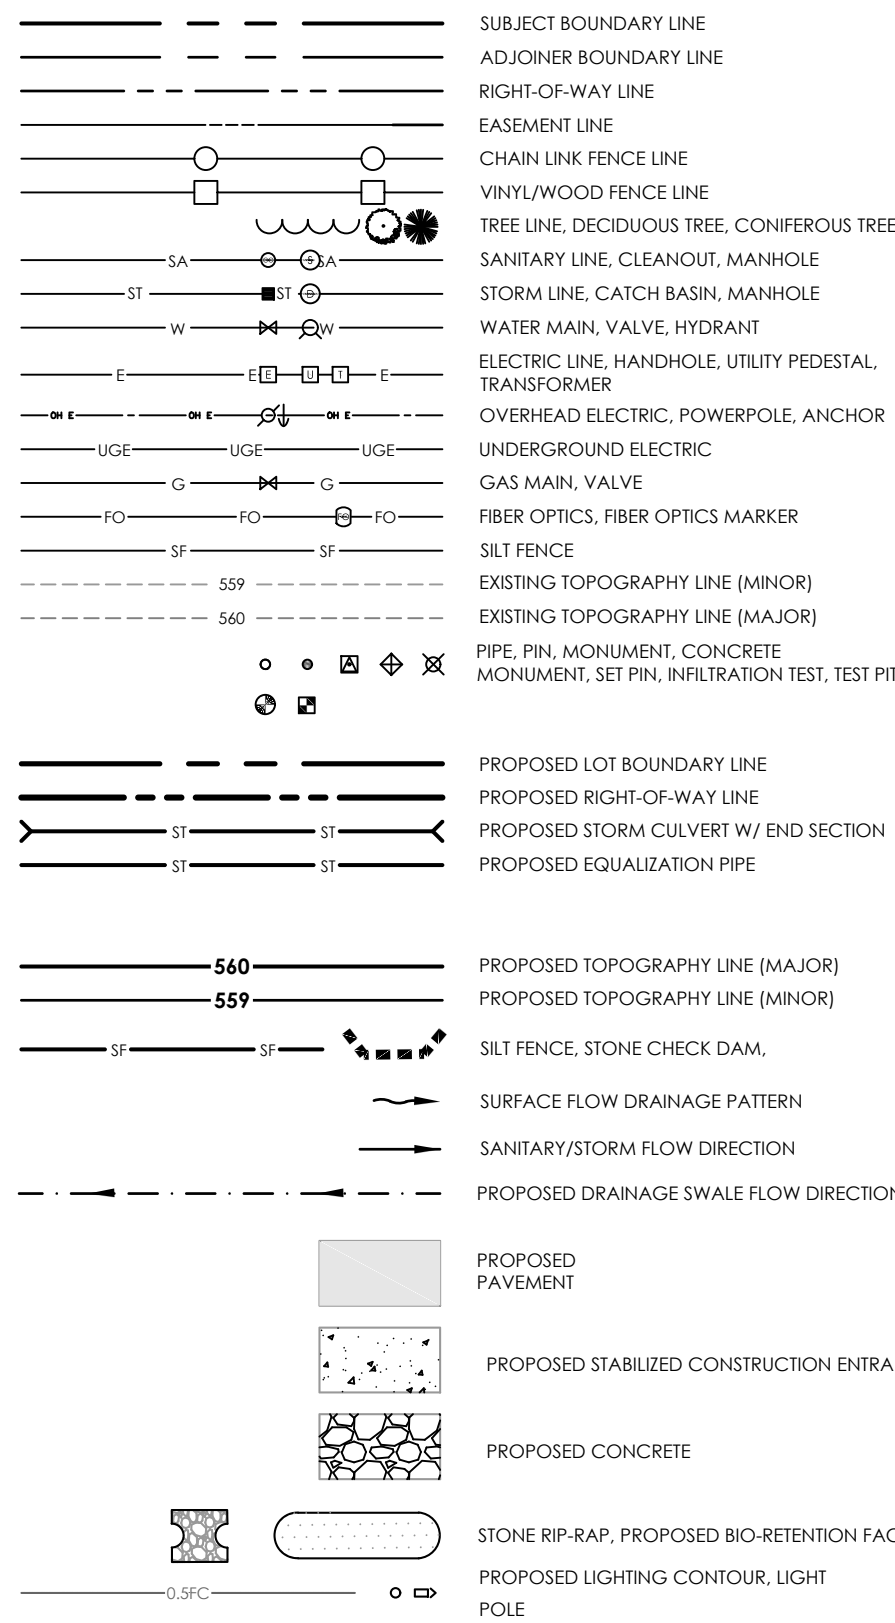 SUBJECT BOUNDARY LINE
ADJOINER BOUNDARY LINE
RIGHT-OF-WAY LINE
EASEMENT LINE
CHAIN LINK FENCE LINE
VINYL/WOOD FENCE LINE
TREE LINE, DECIDUOUS TREE, CONIFEROUS TREE
SA S SA SANITARY LINE, CLEANOUT, MANHOLE
ST ST D STORM LINE, CATCH BASIN, MANHOLE
W W WATER MAIN, VALVE, HYDRANT
E E E U T E ELECTRIC LINE, HANDHOLE, UTILITY PEDESTAL,
TRANSFORMER
OH E OH E OH E OVERHEAD ELECTRIC, POWERPOLE, ANCHOR
UGE UGE UGE UNDERGROUND ELECTRIC
G G GAS MAIN, VALVE
FO FO FO FO FIBER OPTICS, FIBER OPTICS MARKER
SF SF SILT FENCE
559 EXISTING TOPOGRAPHY LINE (MINOR)
560 EXISTING TOPOGRAPHY LINE (MAJOR)
PIPE, PIN, MONUMENT, CONCRETE
MONUMENT, SET PIN, INFILTRATION TEST, TEST PIT
PROPOSED LOT BOUNDARY LINE
PROPOSED RIGHT-OF-WAY LINE
ST ST PROPOSED STORM CULVERT W/ END SECTION
ST ST PROPOSED EQUALIZATION PIPE
560 PROPOSED TOPOGRAPHY LINE (MAJOR)
559 PROPOSED TOPOGRAPHY LINE (MINOR)
SF SF SILT FENCE, STONE CHECK DAM,
SURFACE FLOW DRAINAGE PATTERN
SANITARY/STORM FLOW DIRECTION
PROPOSED DRAINAGE SWALE FLOW DIRECTION
PROPOSED
PAVEMENT
PROPOSED STABILIZED CONSTRUCTION ENTRA
PROPOSED CONCRETE
STONE RIP-RAP, PROPOSED BIO-RETENTION FAC
0.5FC PROPOSED LIGHTING CONTOUR, LIGHT
POLE